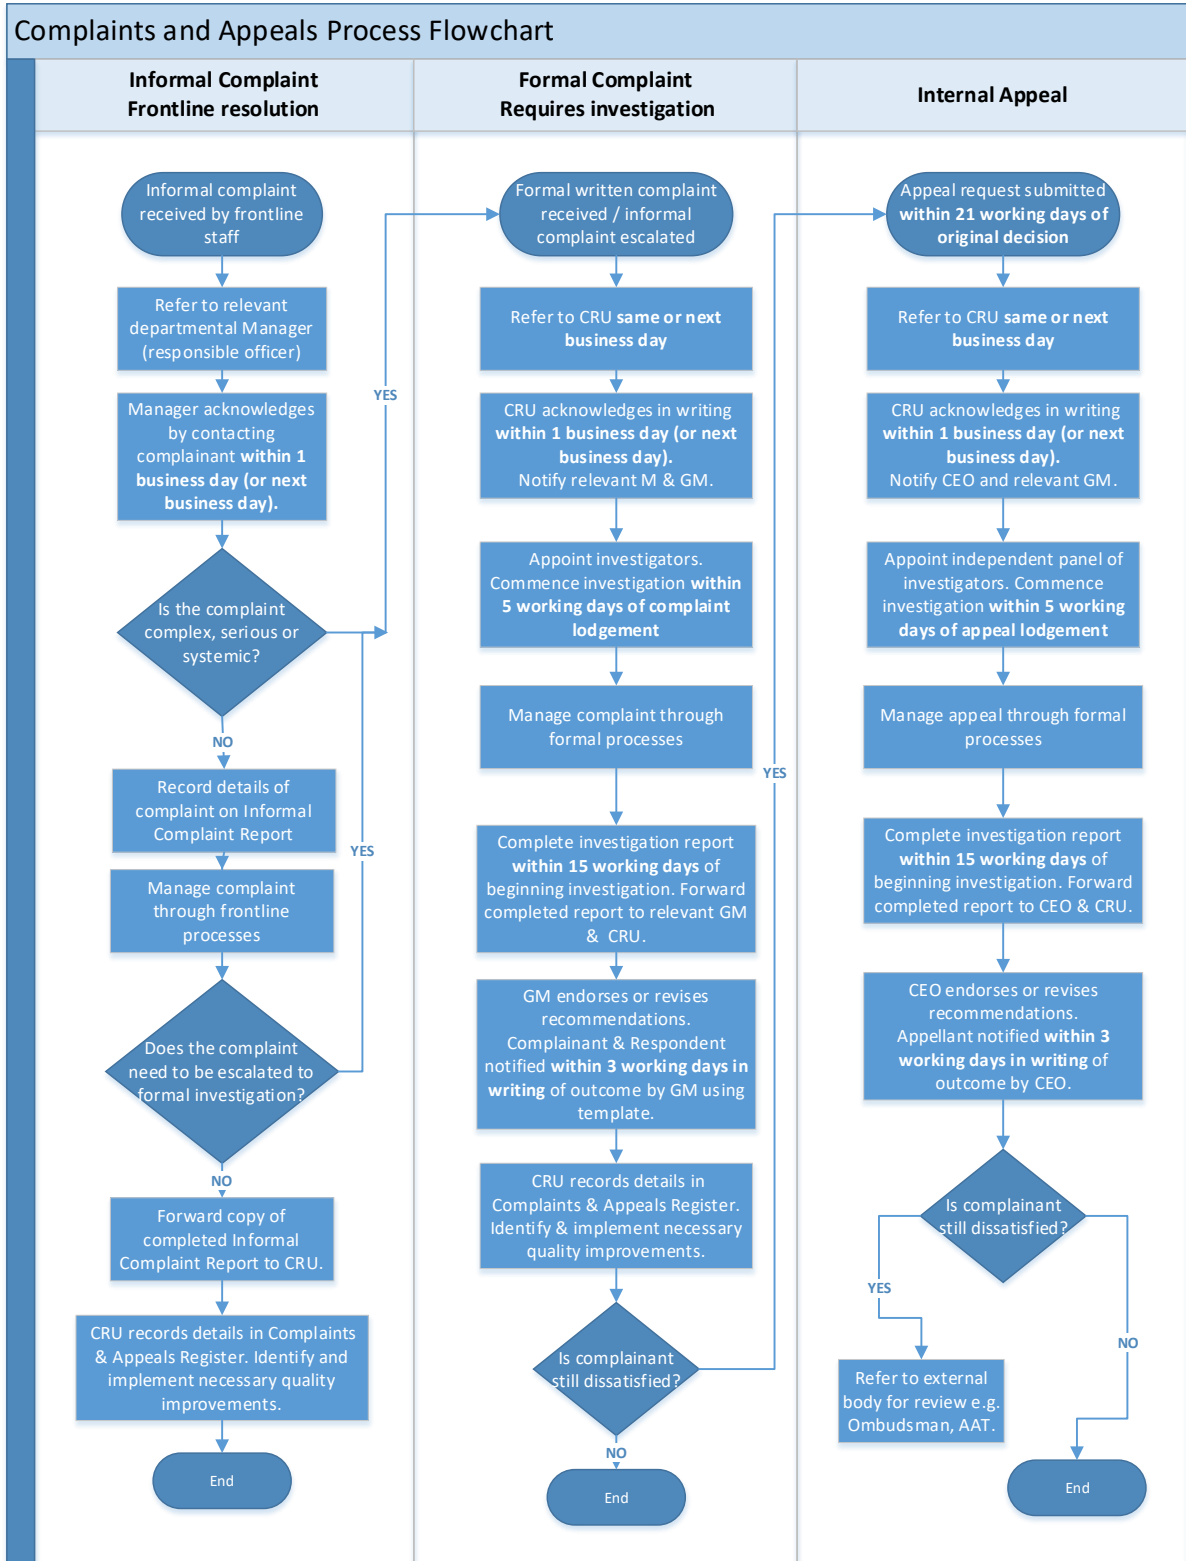 Complaints and Appeals Process Flowchart
Informal Complaint
Frontline resolution
Informal complaint
received by frontline
staff
Refer to relevant
departmental Manager
(responsible officer)
Manager acknowledges
by contacting
complainant within 1
business day (or next
business day).
Is the complaint
complex, serious or
systemic?
YES
NO
Record details of
complaint on Informal
Complaint Report
Manage complaint
through frontline
processes
YES
Does the complaint
need to be escalated to
formal investigation?
NO
Forward copy of
completed Informal
Complaint Report to CRU.
CRU records details in Complaints
& Appeals Register. Identify and
implement necessary quality
improvements.
End
Formal Complaint
Requires investigation
Formal written complaint
received / informal
complaint escalated
Refer to CRU same or next
business day
CRU acknowledges in writing
within 1 business day (or next
business day).
Notify relevant M & GM.
Appoint investigators.
Commence investigation within
5 working days of complaint
lodgement
Manage complaint through
formal processes
Complete investigation report
within 15 working days of
beginning investigation. Forward
completed report to relevant GM
& CRU.
GM endorses or revises
recommendations.
Complainant & Respondent
notified within 3 working days in
writing of outcome by GM using
template.
CRU records details in
Complaints & Appeals Register.
Identify & implement necessary
quality improvements.
Is complainant
still dissatisfied?
YES
NO
End
Internal Appeal
Appeal request submitted
within 21 working days of
original decision
Refer to CRU same or next
business day
CRU acknowledges in writing
within 1 business day (or next
business day).
Notify CEO and relevant GM.
Appoint independent panel of
investigators. Commence
investigation within 5 working
days of appeal lodgement
Manage appeal through formal
processes
Complete investigation report
within 15 working days of
beginning investigation. Forward
completed report to CEO & CRU.
CEO endorses or revises
recommendations.
Appellant notified within 3
working days in writing of
outcome by CEO.
Is complainant
still dissatisfied?
YES
NO
Refer to external
body for review e.g.
Ombudsman, AAT.
End